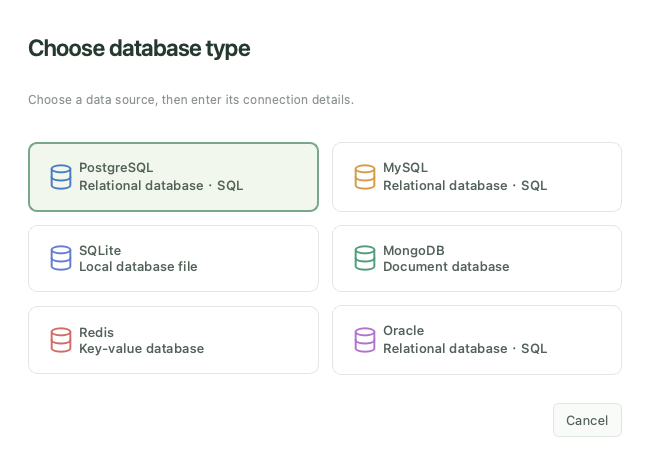 Choose database type
Choose a data source, then enter its connection details.
PostgreSQL
Relational database · SQL
MySQL
Relational database · SQL
SQLite
Local database file
MongoDB
Document database
Redis
Key-value database
Oracle
Relational database · SQL
Cancel